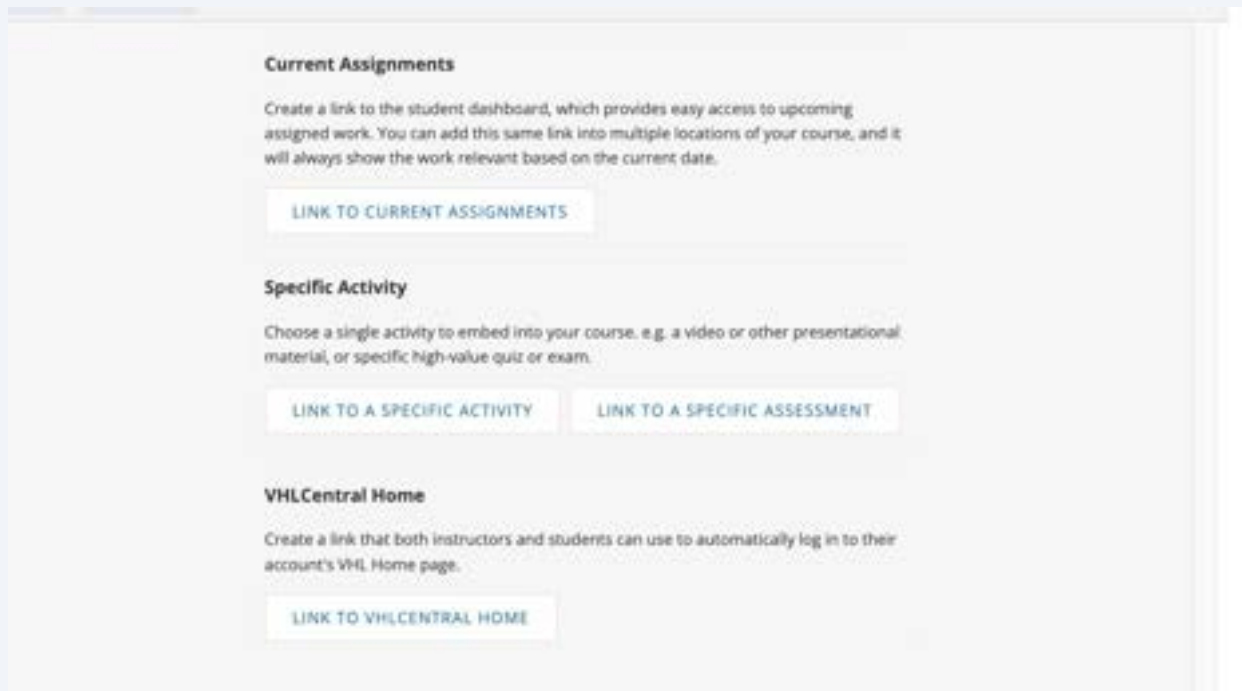 Current Assignments
Create a link to the student dashboard, which provides easy access to upcoming
assigned work. You can add this same link into multiple locations of your course, and it
will always show the work relevant based on the current date.
LINK TO CURRENT ASSIGNMENTS
Specific Activity
Choose a single activity to embed into your course. e.g. a video or other presentational
material, or specific high-value quiz or exam.
LINK TO A SPECIFIC ACTIVITY LINK TO A SPECIFIC ASSESSMENT
VHLCentral Home
Create a link that both instructors and students can use to automatically log in to their
account's VHL Home page.
LINK TO VHLCENTRAL HOME